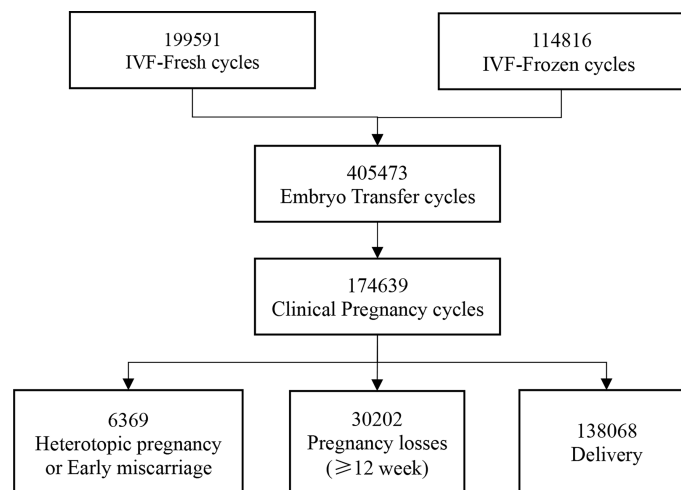 199591
IVF-Fresh cycles
114816
IVF-Frozen cycles
405473
Embryo Transfer cycles
174639
Clinical Pregnancy cycles
6369
Heterotopic pregnancy
or Early miscarriage
30202
Pregnancy losses
(≥12 week)
138068
Delivery